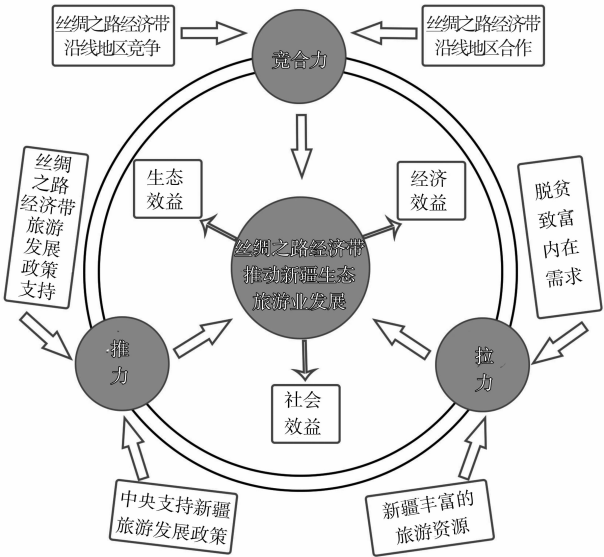 丝绸之路经济带
沿线地区竞争
丝绸之路经济带
沿线地区合作
竞合力
丝绸
之路
经济带
旅游
发展
政策
支持
生态
效益
经济
效益
脱贫
致富
内在
需求
丝绸之路经济带
推动新疆生态
旅游业发展
推
力
拉
力
社会
效益
中央支持新疆
旅游发展政策
新疆丰富的
旅游资源